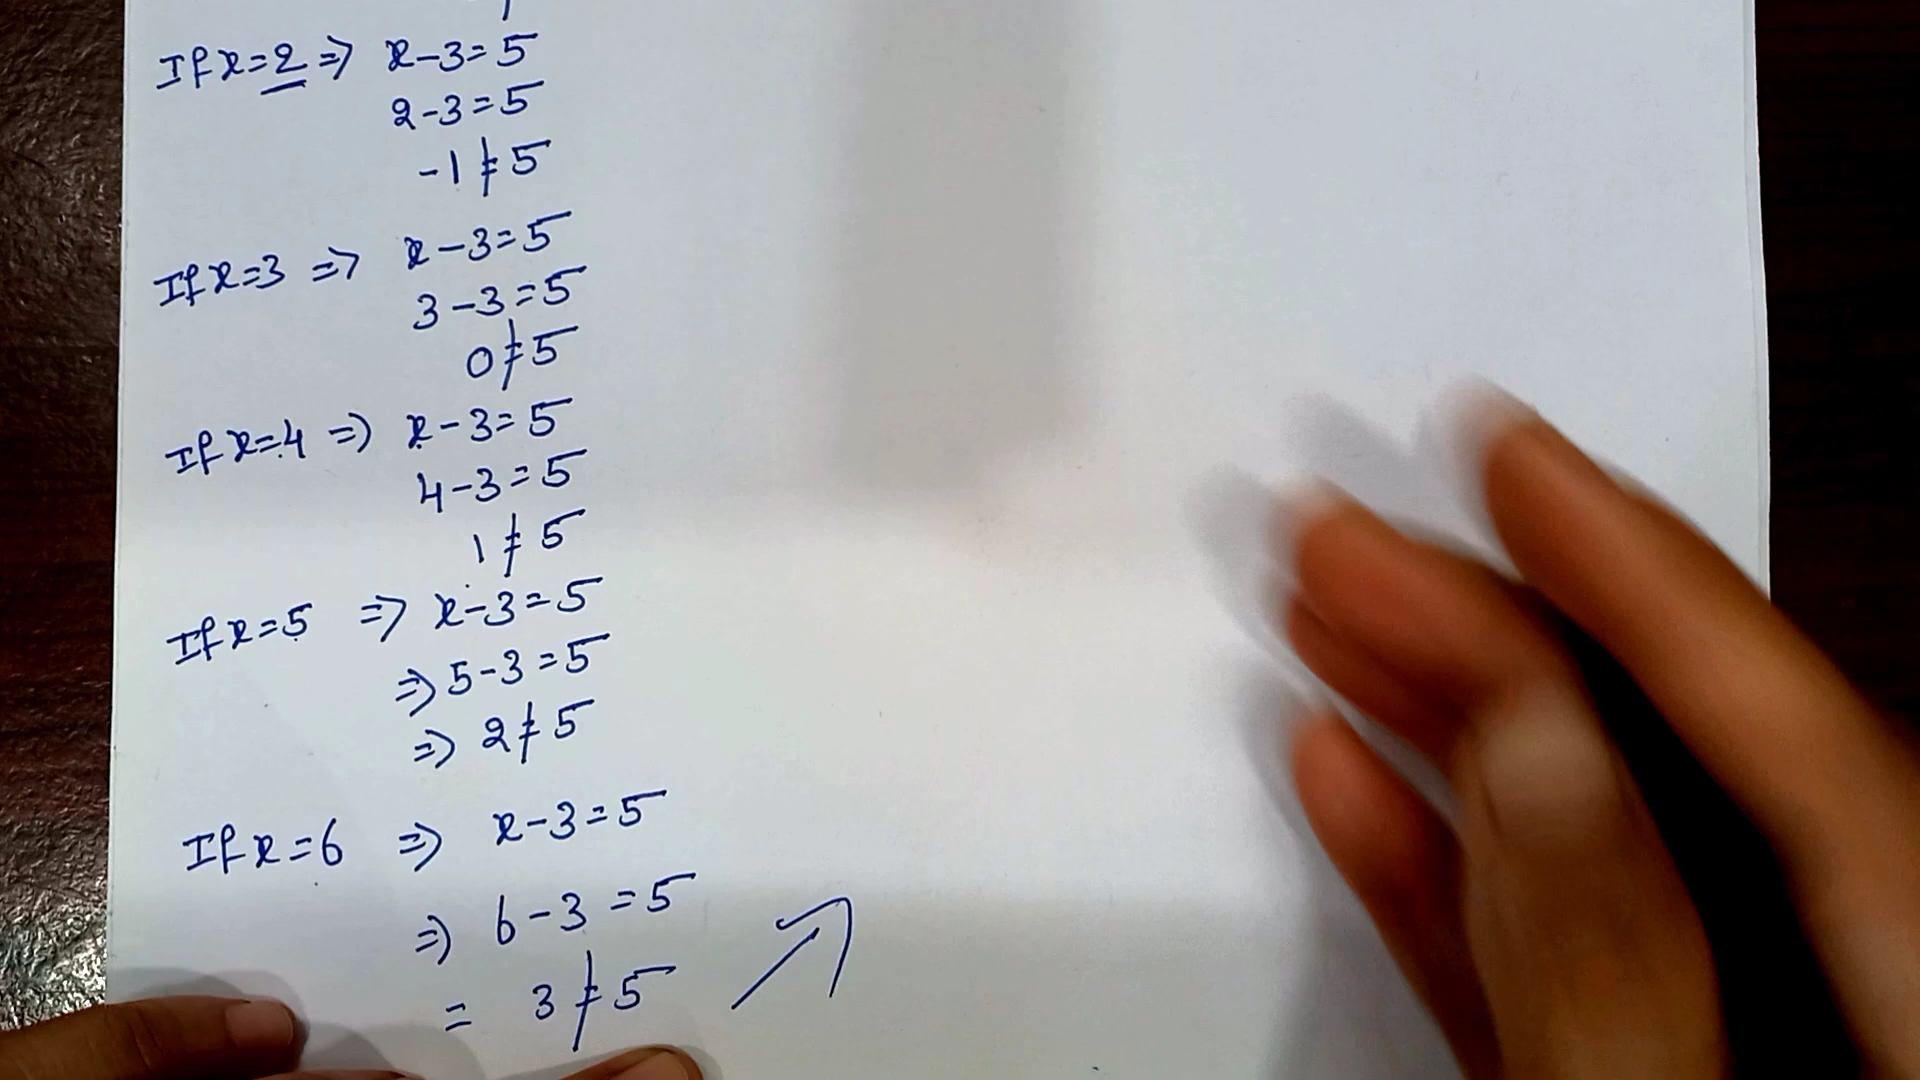 If x=2 => x-3=5
2-3=5
-1≠5
If x=3 => x-3=5
3-3=5
0≠5
If x=4 => x-3=5
4-3=5
1≠5
If x=5 => x-3=5
=> 5-3=5
=> 2≠5
If x=6 => x-3=5
=> 6-3=5
= 3≠5